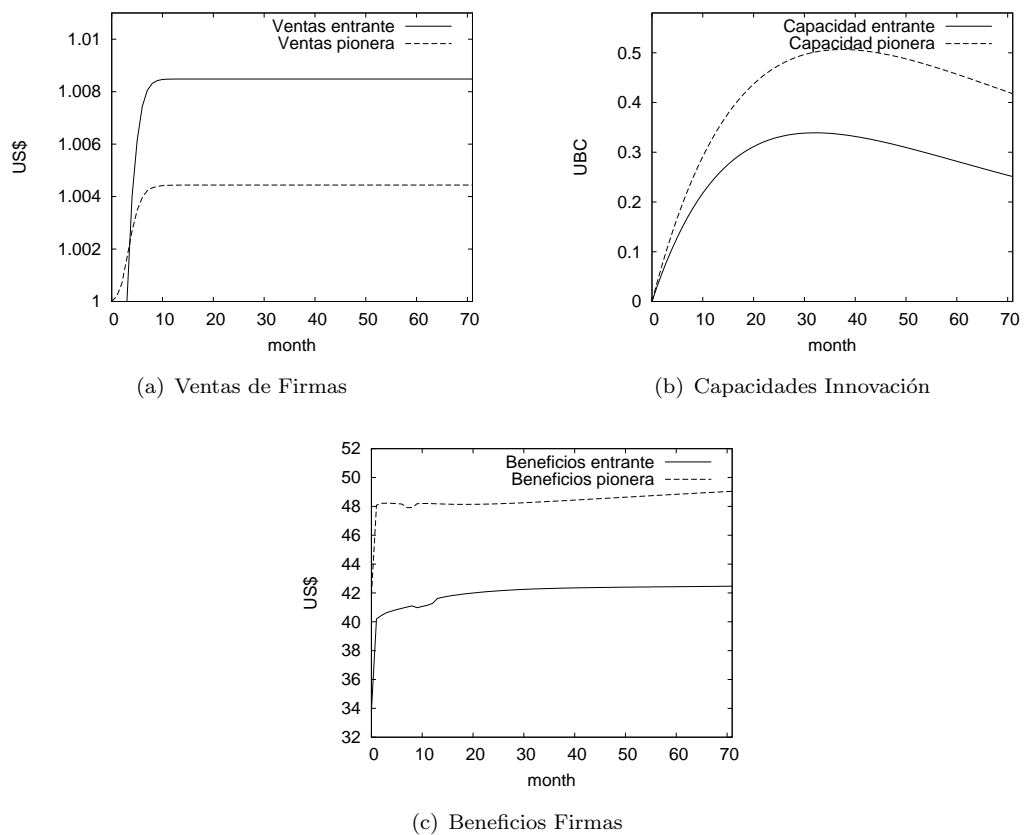 1.01
1.008
1.006
1.004
1.002
1
US$
Ventas entrante
Ventas pionera
0 10 20 30 40 50 60 70
month
(a) Ventas de Firmas
0.5
0.4
0.3
0.2
0.1
0
UBC
Capacidad entrante
Capacidad pionera
0 10 20 30 40 50 60 70
month
(b) Capacidades Innovación
52
50
48
46
44
42
40
38
36
34
32
US$
Beneficios entrante
Beneficios pionera
0 10 20 30 40 50 60 70
month
(c) Beneficios Firmas